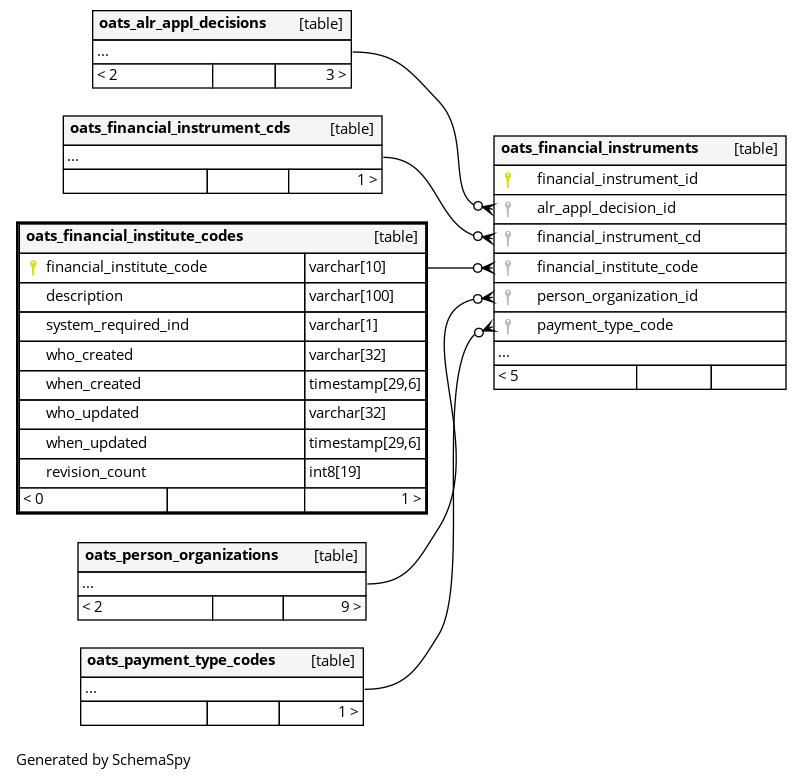 oats_alr_appl_decisions [table]
...
< 2 3 >
oats_financial_instrument_cds [table]
...
1 >
oats_financial_institute_codes [table]
financial_institute_code varchar[10]
description varchar[100]
system_required_ind varchar[1]
who_created varchar[32]
when_created timestamp[29,6]
who_updated varchar[32]
when_updated timestamp[29,6]
revision_count int8[19]
< 0 1 >
oats_person_organizations [table]
...
< 2 9 >
oats_payment_type_codes [table]
...
1 >
oats_financial_instruments [table]
financial_instrument_id
alr_appl_decision_id
financial_instrument_cd
financial_institute_code
person_organization_id
payment_type_code
...
< 5
Generated by SchemaSpy